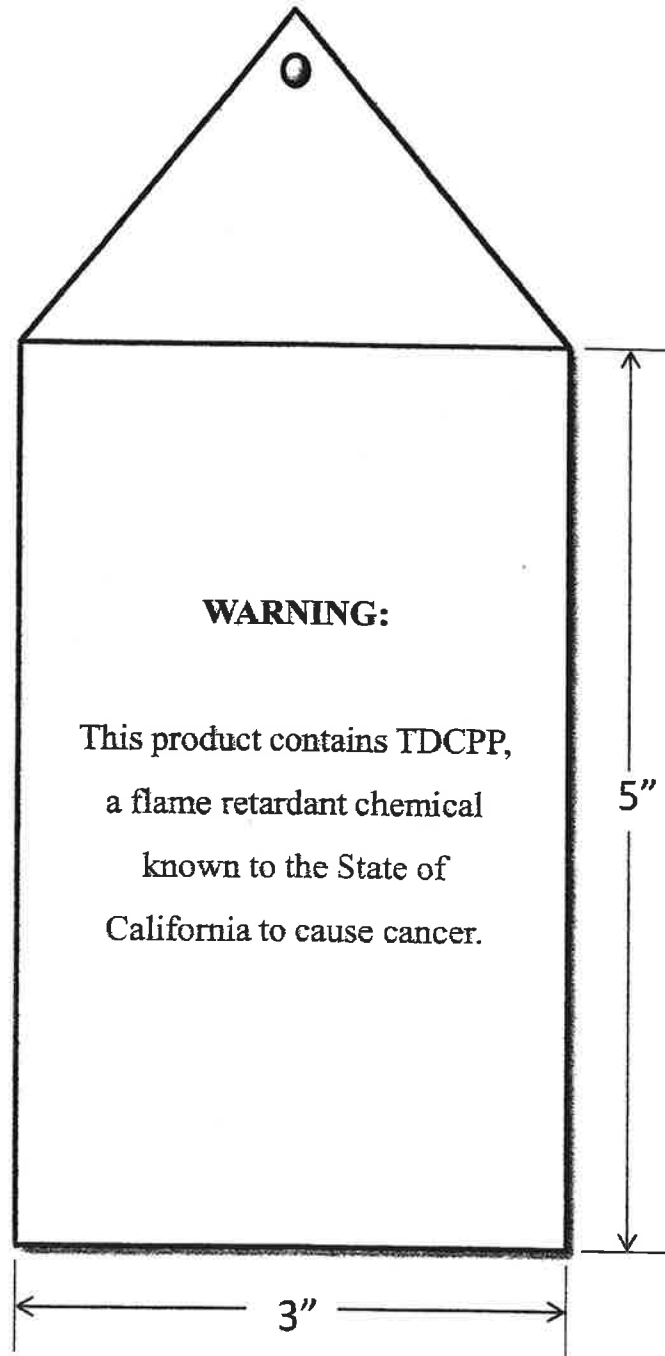 WARNING:
This product contains TDCPP,
a flame retardant chemical
known to the State of
California to cause cancer.
5"
3"